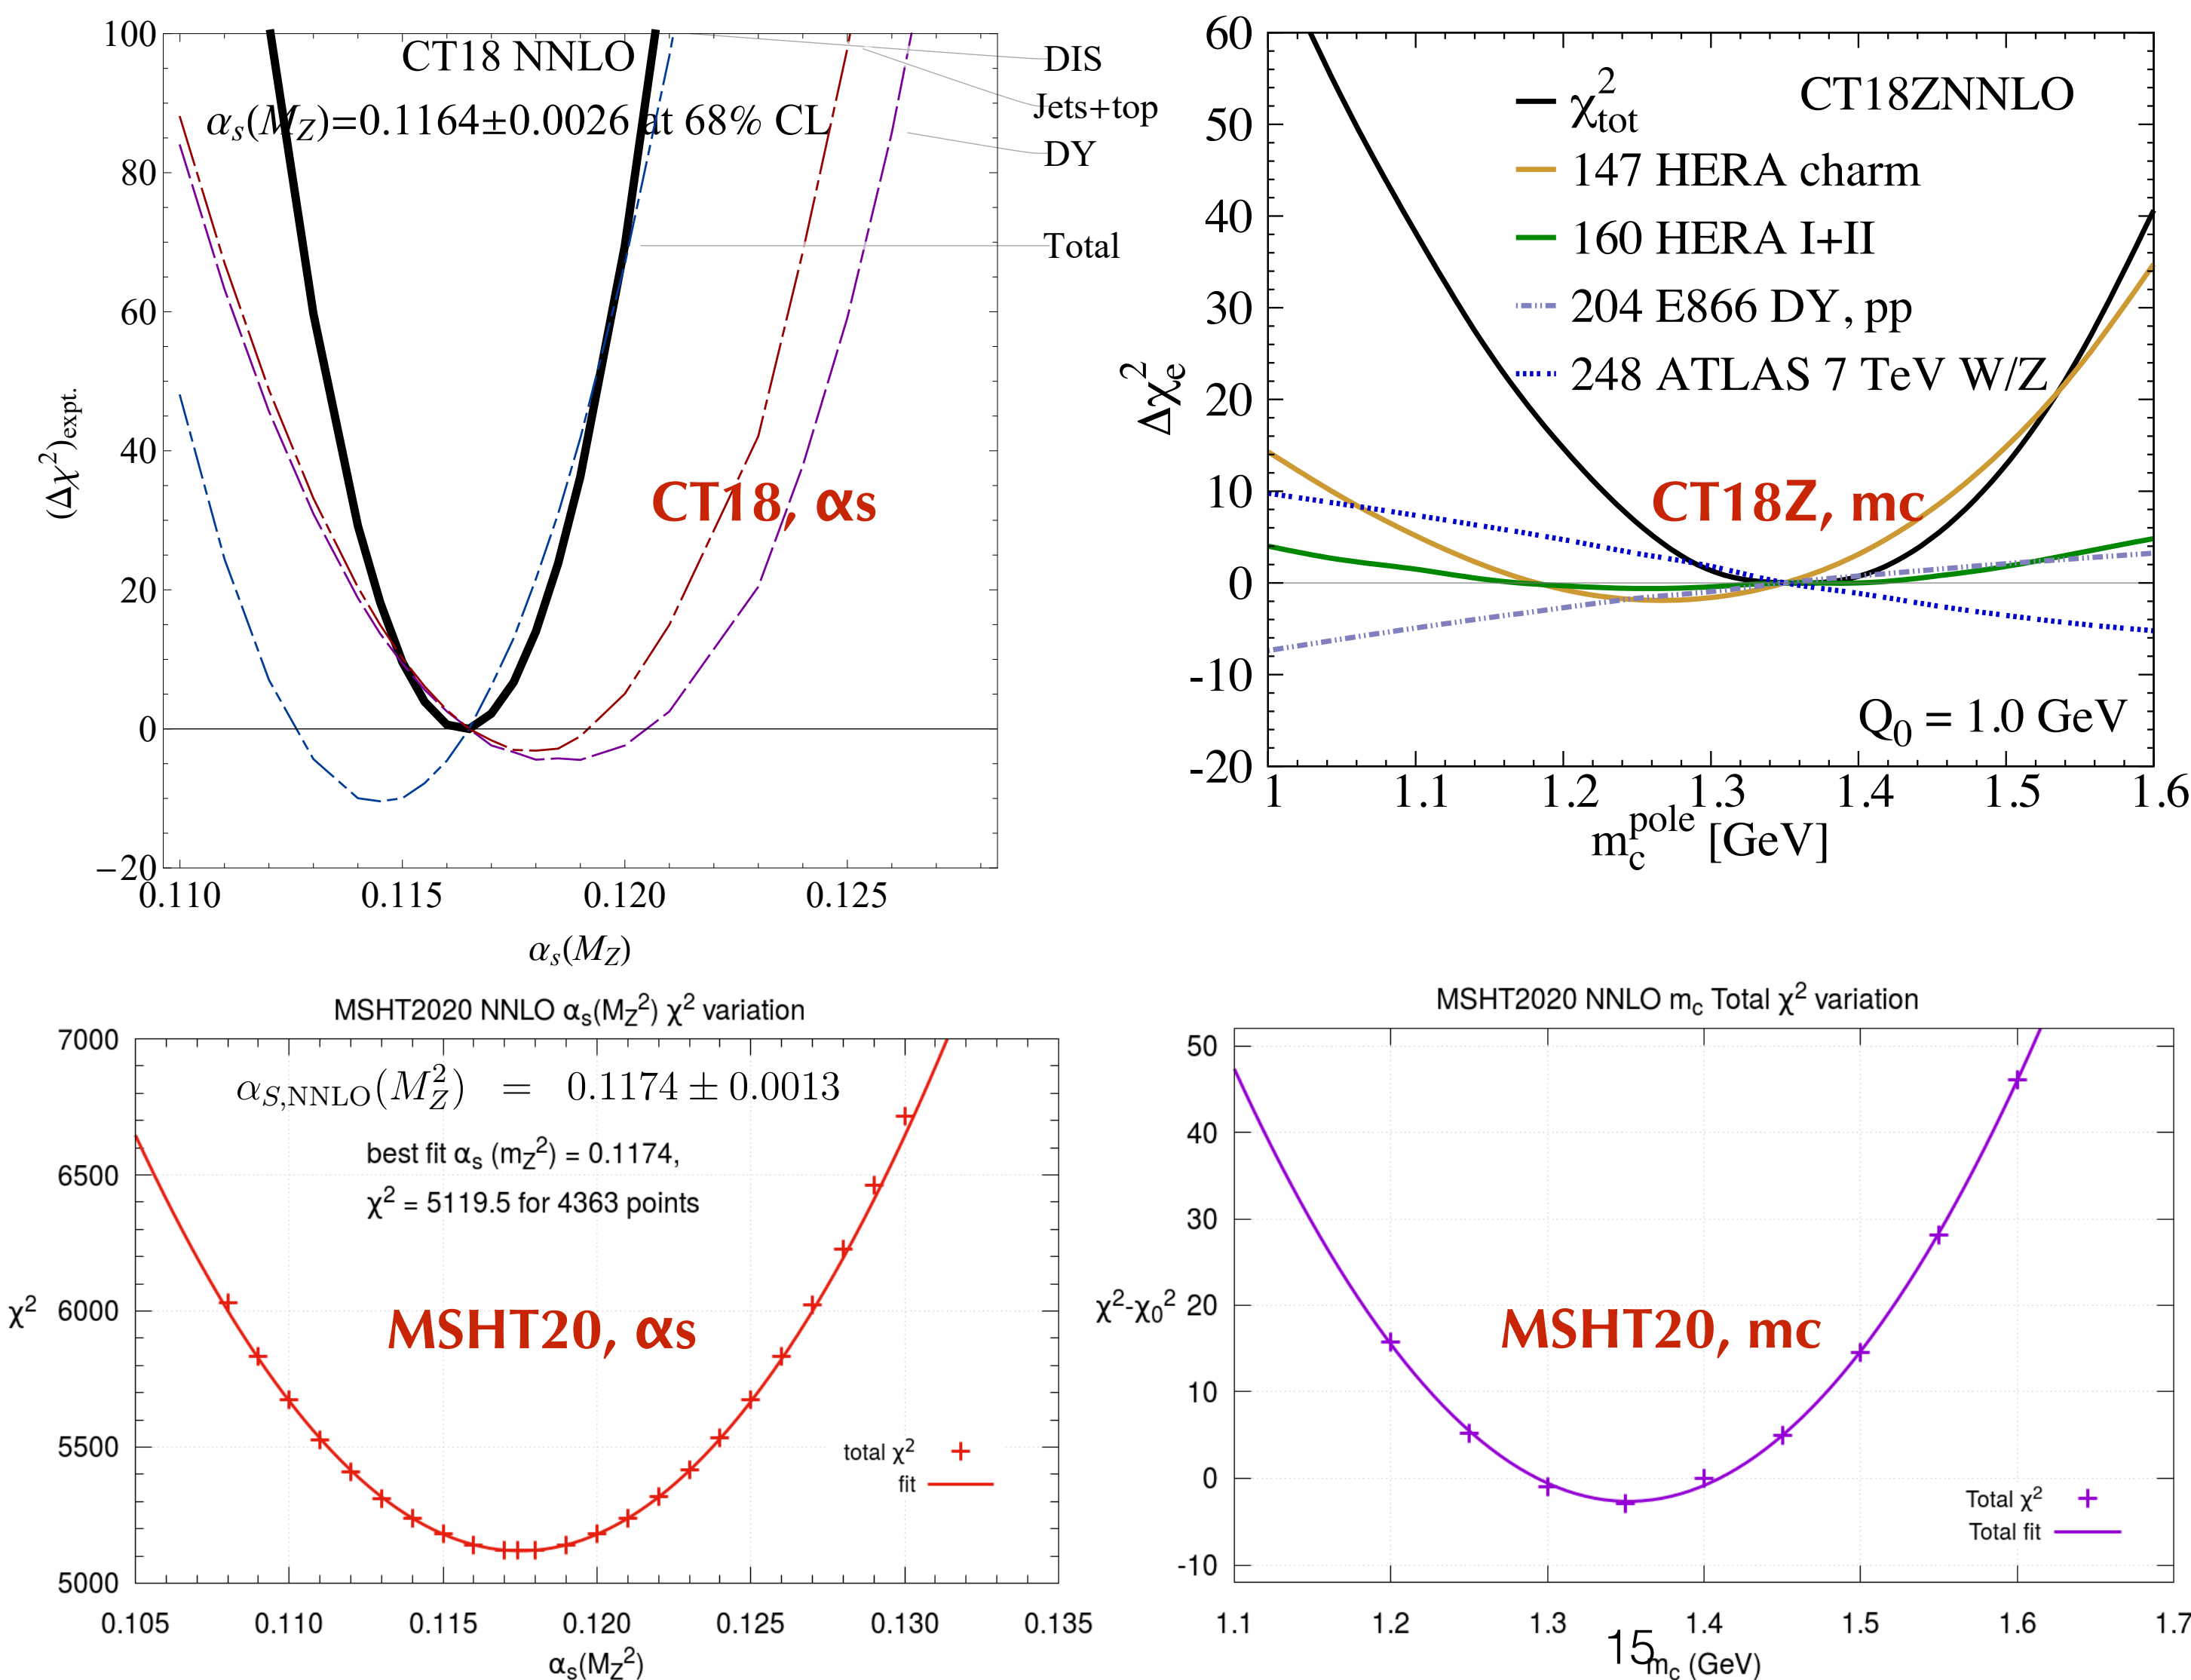 CT18 NNLO
αs(MZ)=0.1164±0.0026 at 68% CL
DIS
Jets+top
DY
Total
CT18, αs
(Δχ²)expt.
100
80
60
40
20
0
−20
0.110 0.115 0.120 0.125
αs(MZ)
CT18ZNNLO
χ²tot
147 HERA charm
160 HERA I+II
204 E866 DY, pp
248 ATLAS 7 TeV W/Z
CT18Z, mc
Q0 = 1.0 GeV
Δχ²e
60
50
40
30
20
10
0
-10
-20
1 1.1 1.2 1.3 1.4 1.5 1.6
mc^pole [GeV]
MSHT2020 NNLO αs(MZ²) χ² variation
αS,NNLO(M²Z) = 0.1174 ± 0.0013
best fit αs (mZ²) = 0.1174,
χ² = 5119.5 for 4363 points
MSHT20, αs
total χ²
fit
χ²
7000
6500
6000
5500
5000
0.105 0.110 0.115 0.120 0.125 0.130 0.135
αs(MZ²)
MSHT2020 NNLO mc Total χ² variation
MSHT20, mc
Total χ²
Total fit
χ²-χ0²
50
40
30
20
10
0
-10
1.1 1.2 1.3 1.4 1.5 1.6 1.7
mc (GeV)
15